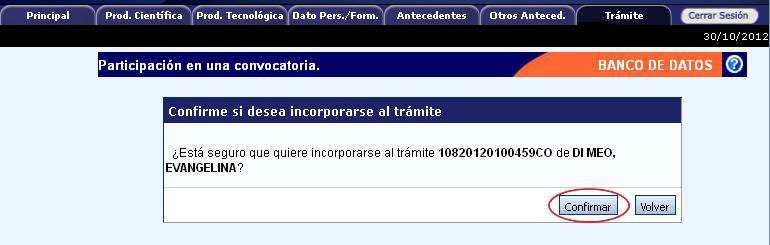 Principal Prod. Científica Prod. Tecnológica Dato Pers./Form. Antecedentes Otros Anteced. Trámite Cerrar Sesión
30/10/2012
Participación en una convocatoria. BANCO DE DATOS ?
Confirme si desea incorporarse al trámite
¿Está seguro que quiere incorporarse al trámite 10820120100459CO de DI MEO,
EVANGELINA?
Confirmar Volver